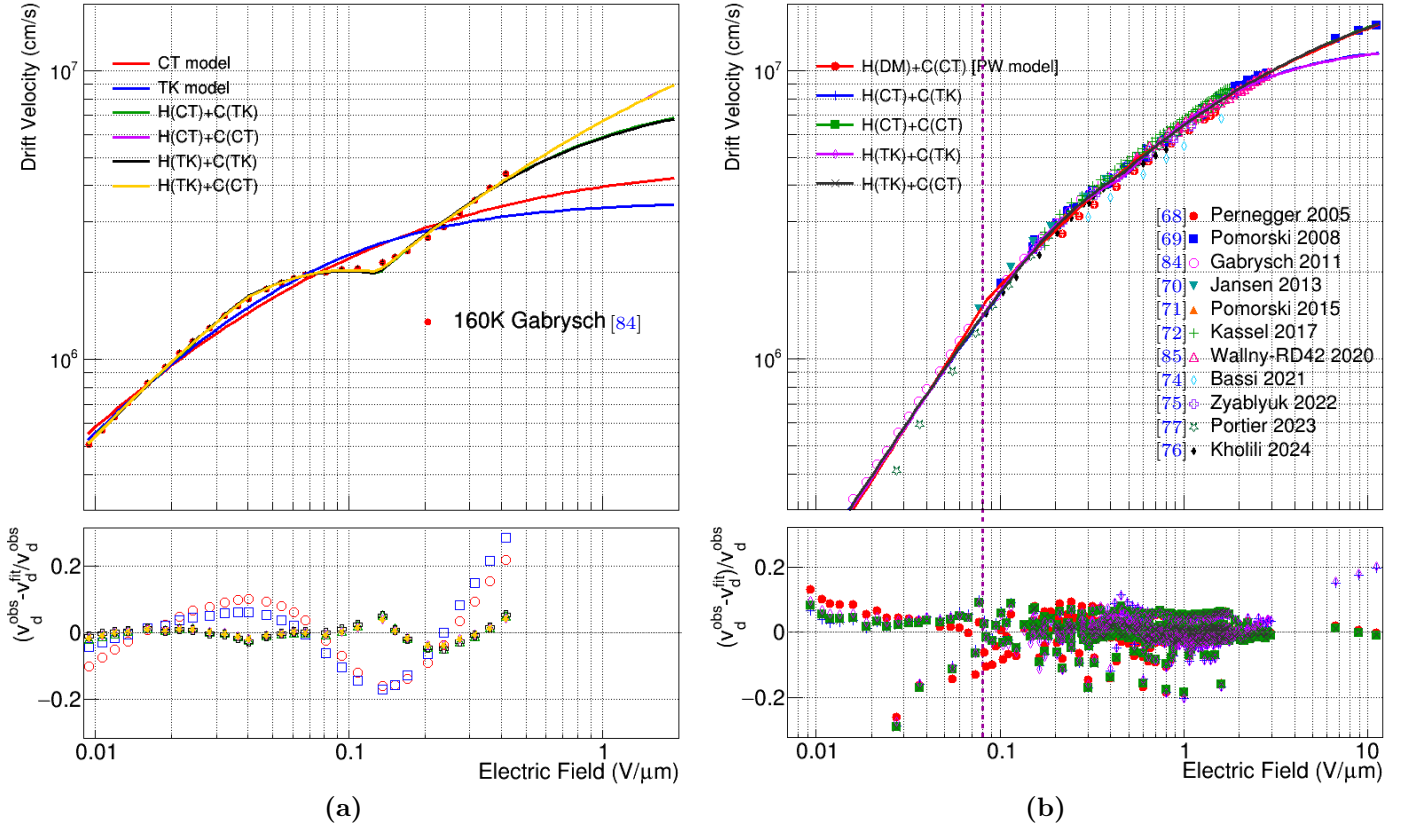 Drift Velocity (cm/s)
10⁷
10⁶
CT model
TK model
H(CT)+C(TK)
H(CT)+C(CT)
H(TK)+C(TK)
H(TK)+C(CT)
160K Gabrysch [84]
(v_d^obs-v_d^fit)/v_d^obs
0.2
0
−0.2
0.01 0.1 1
Electric Field (V/μm)
(a)
Drift Velocity (cm/s)
10⁷
10⁶
H(DM)+C(CT) [PW model]
H(CT)+C(TK)
H(CT)+C(CT)
H(TK)+C(TK)
H(TK)+C(CT)
[68] Pernegger 2005
[69] Pomorski 2008
[84] Gabrysch 2011
[70] Jansen 2013
[71] Pomorski 2015
[72] Kassel 2017
[85] Wallny-RD42 2020
[74] Bassi 2021
[75] Zyablyuk 2022
[77] Portier 2023
[76] Kholili 2024
(v_d^obs-v_d^fit)/v_d^obs
0.2
0
−0.2
0.01 0.1 1 10
Electric Field (V/μm)
(b)